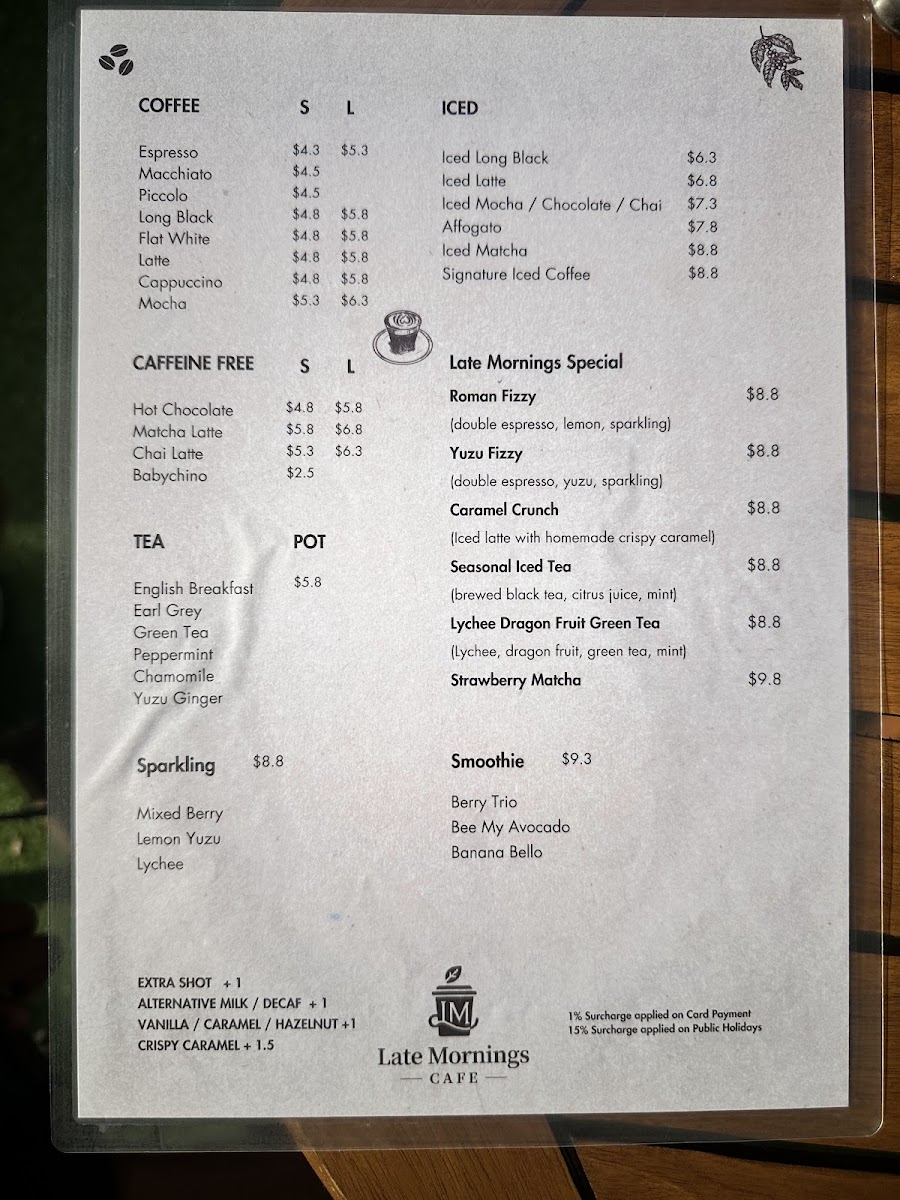 COFFEE S L
Espresso $4.3 $5.3
Macchiato $4.5
Piccolo $4.5
Long Black $4.8 $5.8
Flat White $4.8 $5.8
Latte $4.8 $5.8
Cappuccino $4.8 $5.8
Mocha $5.3 $6.3
ICED
Iced Long Black $6.3
Iced Latte $6.8
Iced Mocha / Chocolate / Chai $7.3
Affogato $7.8
Iced Matcha $8.8
Signature Iced Coffee $8.8
CAFFEINE FREE S L
Hot Chocolate $4.8 $5.8
Matcha Latte $5.8 $6.8
Chai Latte $5.3 $6.3
Babychino $2.5
Late Mornings Special
Roman Fizzy $8.8
(double espresso, lemon, sparkling)
Yuzu Fizzy $8.8
(double espresso, yuzu, sparkling)
Caramel Crunch $8.8
(Iced latte with homemade crispy caramel)
Seasonal Iced Tea $8.8
(brewed black tea, citrus juice, mint)
Lychee Dragon Fruit Green Tea $8.8
(Lychee, dragon fruit, green tea, mint)
Strawberry Matcha $9.8
TEA POT
English Breakfast $5.8
Earl Grey
Green Tea
Peppermint
Chamomile
Yuzu Ginger
Sparkling $8.8
Mixed Berry
Lemon Yuzu
Lychee
Smoothie $9.3
Berry Trio
Bee My Avocado
Banana Bello
EXTRA SHOT + 1
ALTERNATIVE MILK / DECAF + 1
VANILLA / CARAMEL / HAZELNUT +1
CRISPY CARAMEL + 1.5
LM
Late Mornings
CAFE
1% Surcharge applied on Card Payment
15% Surcharge applied on Public Holidays